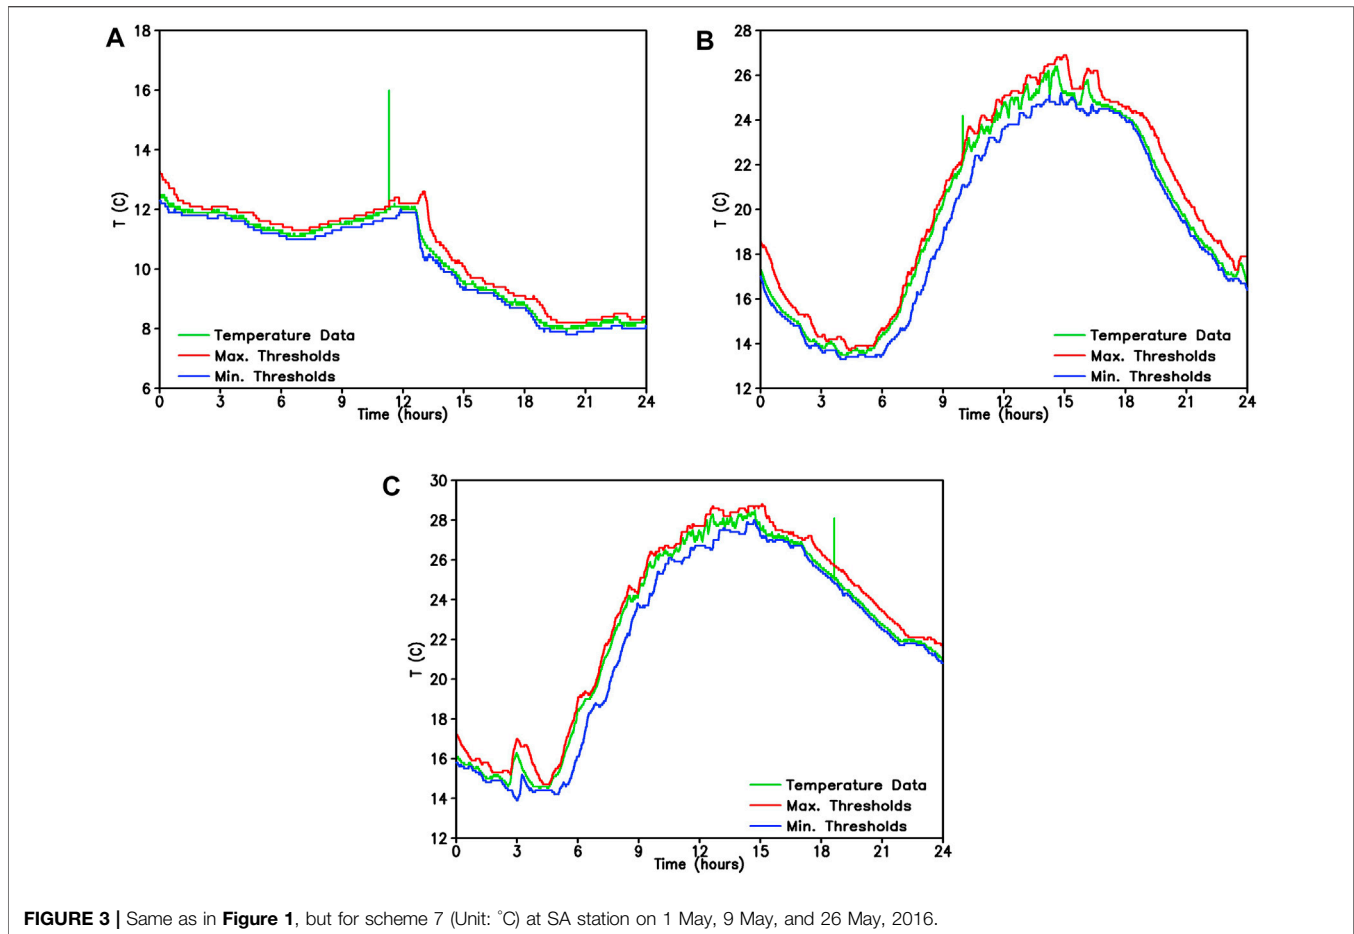 A
18
16
14
12
10
8
6
T (C)
Temperature Data
Max. Thresholds
Min. Thresholds
0 3 6 9 12 15 18 21 24
Time (hours)
B
28
26
24
22
20
18
16
14
12
T (C)
Temperature Data
Max. Thresholds
Min. Thresholds
0 3 6 9 12 15 18 21 24
Time (hours)
C
30
28
26
24
22
20
18
16
14
12
T (C)
Temperature Data
Max. Thresholds
Min. Thresholds
0 3 6 9 12 15 18 21 24
Time (hours)
FIGURE 3 | Same as in Figure 1, but for scheme 7 (Unit: °C) at SA station on 1 May, 9 May, and 26 May, 2016.